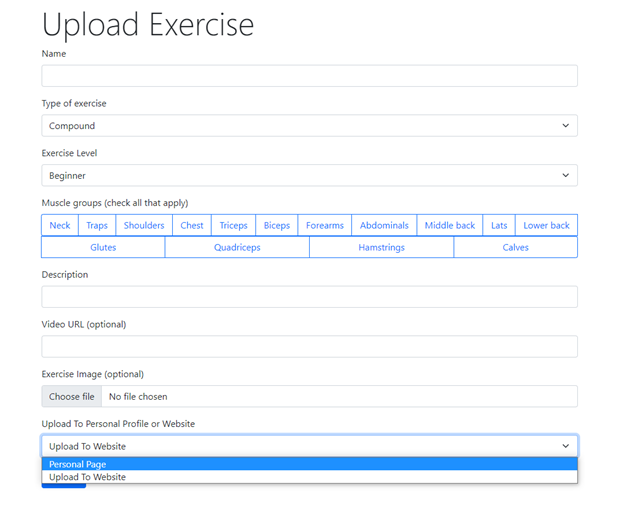 Upload Exercise
Name
Type of exercise
Compound
Exercise Level
Beginner
Muscle groups (check all that apply)
Neck Traps Shoulders Chest Triceps Biceps Forearms Abdominals Middle back Lats Lower back
Glutes Quadriceps Hamstrings Calves
Description
Video URL (optional)
Exercise Image (optional)
Choose file No file chosen
Upload To Personal Profile or Website
Upload To Website
Personal Page
Upload To Website